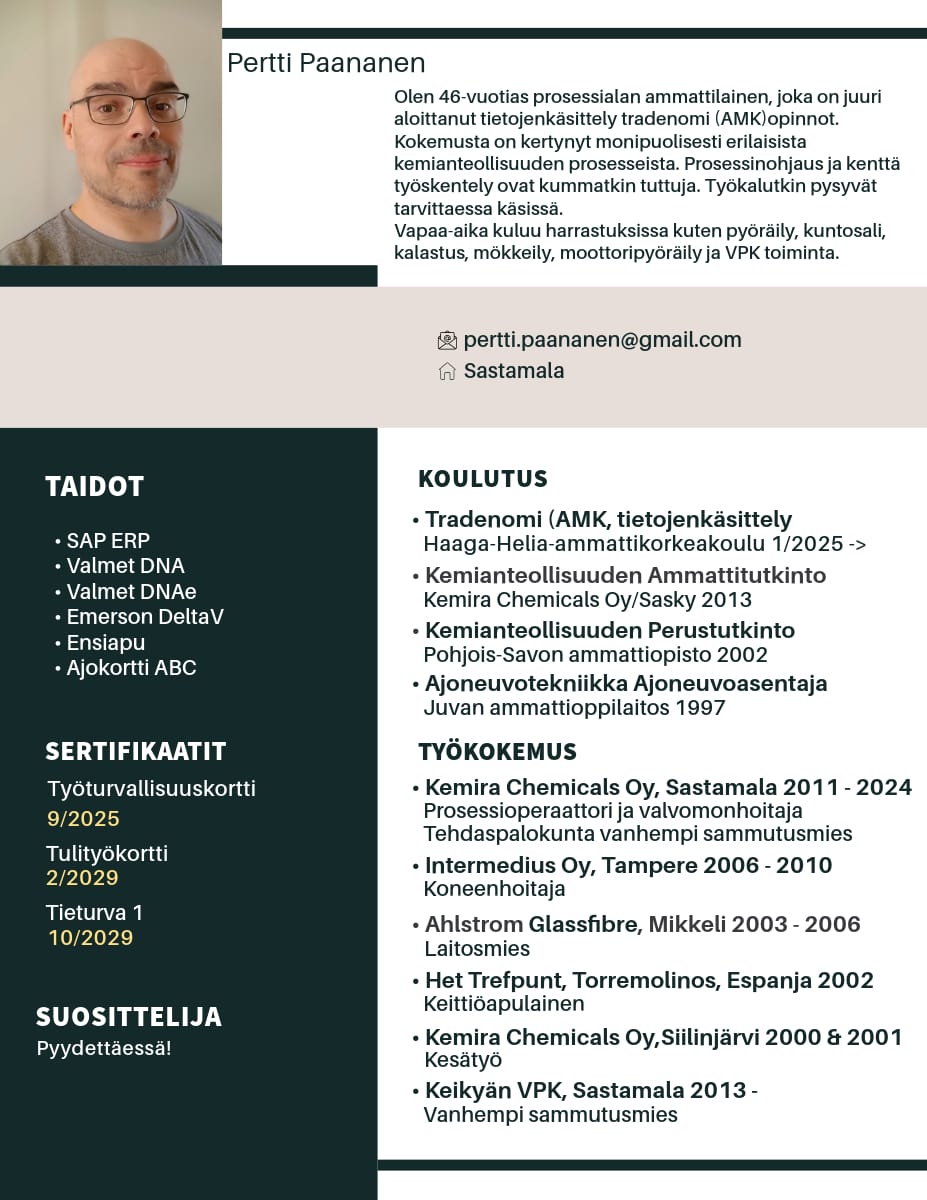 Pertti Paananen
Olen 46-vuotias prosessialan ammattilainen, joka on juuri
aloittanut tietojenkäsittely tradenomi (AMK)opinnot.
Kokemusta on kertynyt monipuolisesti erilaisista
kemianteollisuuden prosesseista. Prosessinohjaus ja kenttä
työskentely ovat kummatkin tuttuja. Työkalutkin pysyvät
tarvittaessa käsissä.
Vapaa-aika kuluu harrastuksissa kuten pyöräily, kuntosali,
kalastus, mökkeily, moottoripyöräily ja VPK toiminta.
pertti.paananen@gmail.com
Sastamala
TAIDOT
• SAP ERP
• Valmet DNA
• Valmet DNAe
• Emerson DeltaV
• Ensiapu
• Ajokortti ABC
SERTIFIKAATIT
Työturvallisuuskortti
9/2025
Tulityökortti
2/2029
Tieturva 1
10/2029
SUOSITTELIJA
Pyydettäessä!
KOULUTUS
• Tradenomi (AMK, tietojenkäsittely
Haaga-Helia-ammattikorkeakoulu 1/2025 ->
• Kemianteollisuuden Ammattitutkinto
Kemira Chemicals Oy/Sasky 2013
• Kemianteollisuuden Perustutkinto
Pohjois-Savon ammattiopisto 2002
• Ajoneuvotekniikka Ajoneuvoasentaja
Juvan ammattioppilaitos 1997
TYÖKOKEMUS
• Kemira Chemicals Oy, Sastamala 2011 - 2024
Prosessioperaattori ja valvomonhoitaja
Tehdaspalokunta vanhempi sammutusmies
• Intermedius Oy, Tampere 2006 - 2010
Koneenhoitaja
• Ahlstrom Glassfibre, Mikkeli 2003 - 2006
Laitosmies
• Het Trefpunt, Torremolinos, Espanja 2002
Keittiöapulainen
• Kemira Chemicals Oy,Siilinjärvi 2000 & 2001
Kesätyö
• Keikyän VPK, Sastamala 2013 -
Vanhempi sammutusmies